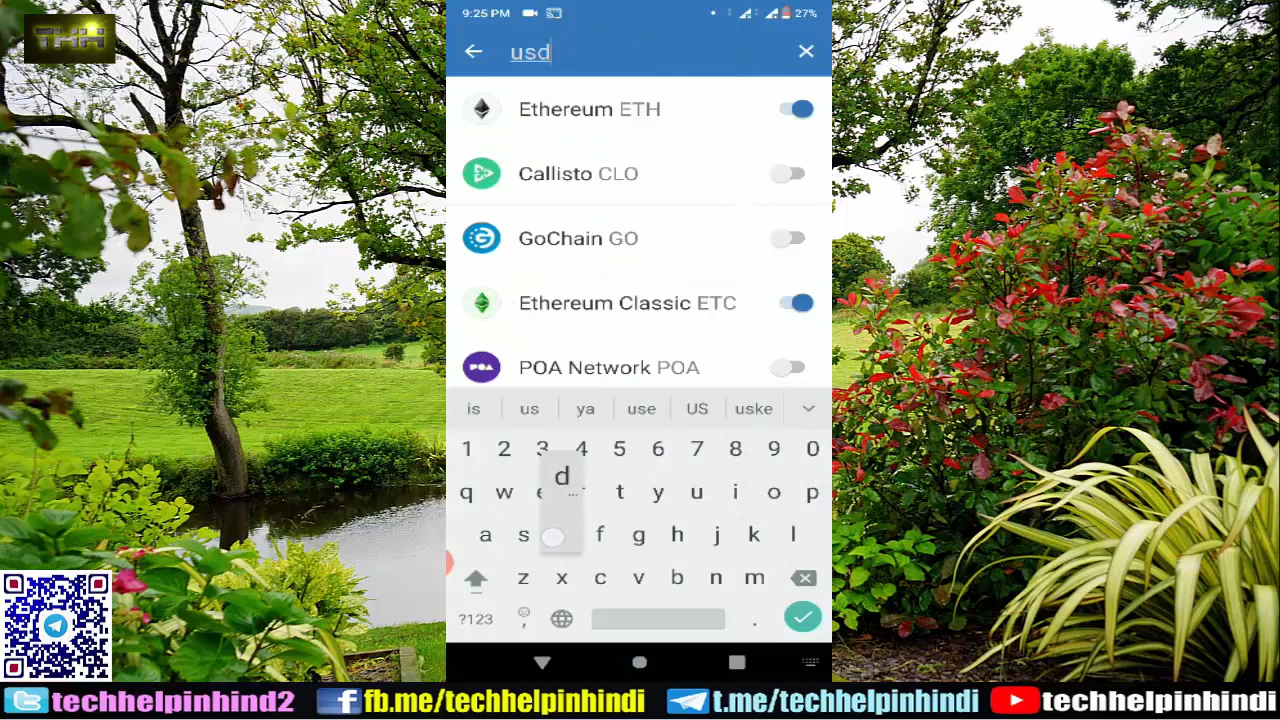 THH
9:25 PM
27%
usd
Ethereum ETH
Callisto CLO
GoChain GO
Ethereum Classic ETC
POA
POA Network POA
is us ya use US uske
1 2 3 4 5 6 7 8 9 0
d
q w e t y u i o p
a s f g h j k l
z x c v b n m
?123 , .
techhelpinhind2 fb.me/techhelpinhindi t.me/techhelpinhindi techhelpinhindi